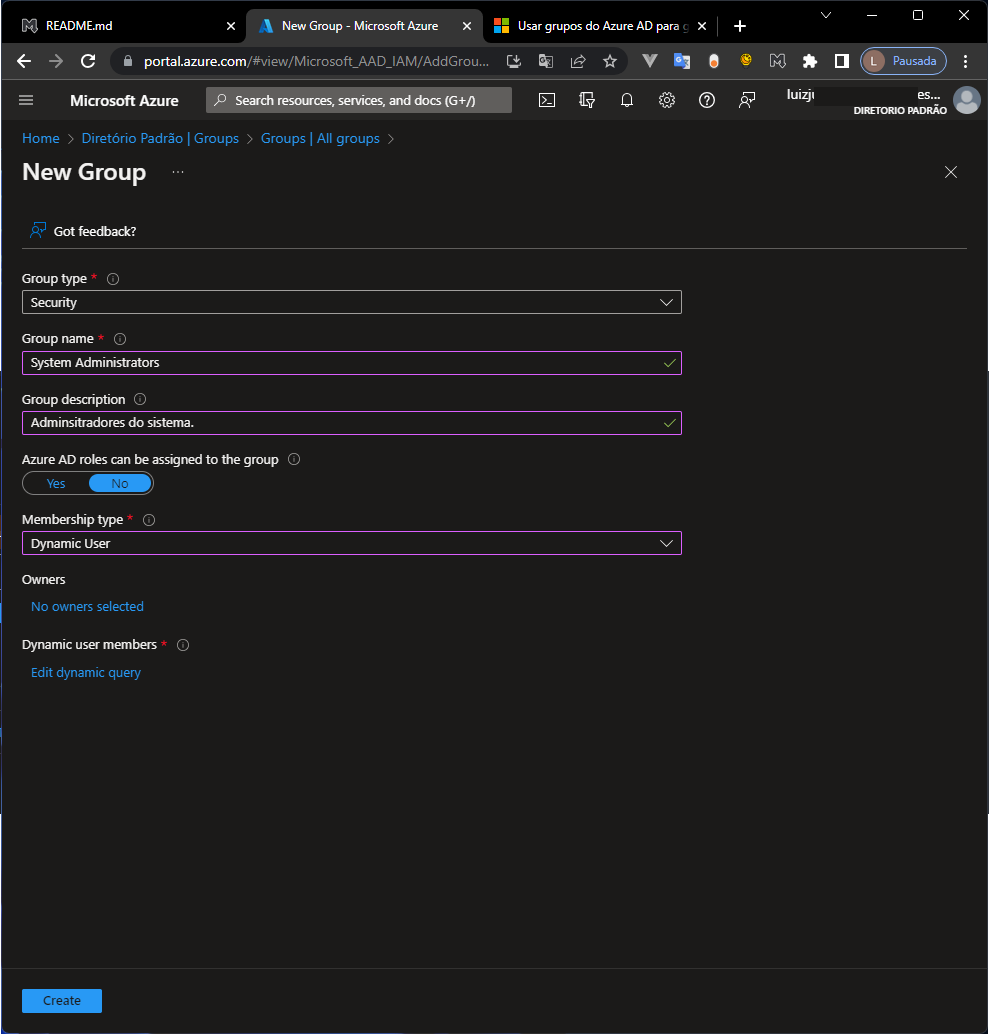 README.md
New Group - Microsoft Azure
Usar grupos do Azure AD para g
portal.azure.com/#view/Microsoft_AAD_IAM/AddGrou...
L Pausada
Microsoft Azure
Search resources, services, and docs (G+/)
luizju es...
DIRETÓRIO PADRÃO
Home > Diretório Padrão | Groups > Groups | All groups >
New Group ...
Got feedback?
Group type *
Security
Group name *
System Administrators
Group description
Adminsitradores do sistema.
Azure AD roles can be assigned to the group
Yes No
Membership type *
Dynamic User
Owners
No owners selected
Dynamic user members *
Edit dynamic query
Create